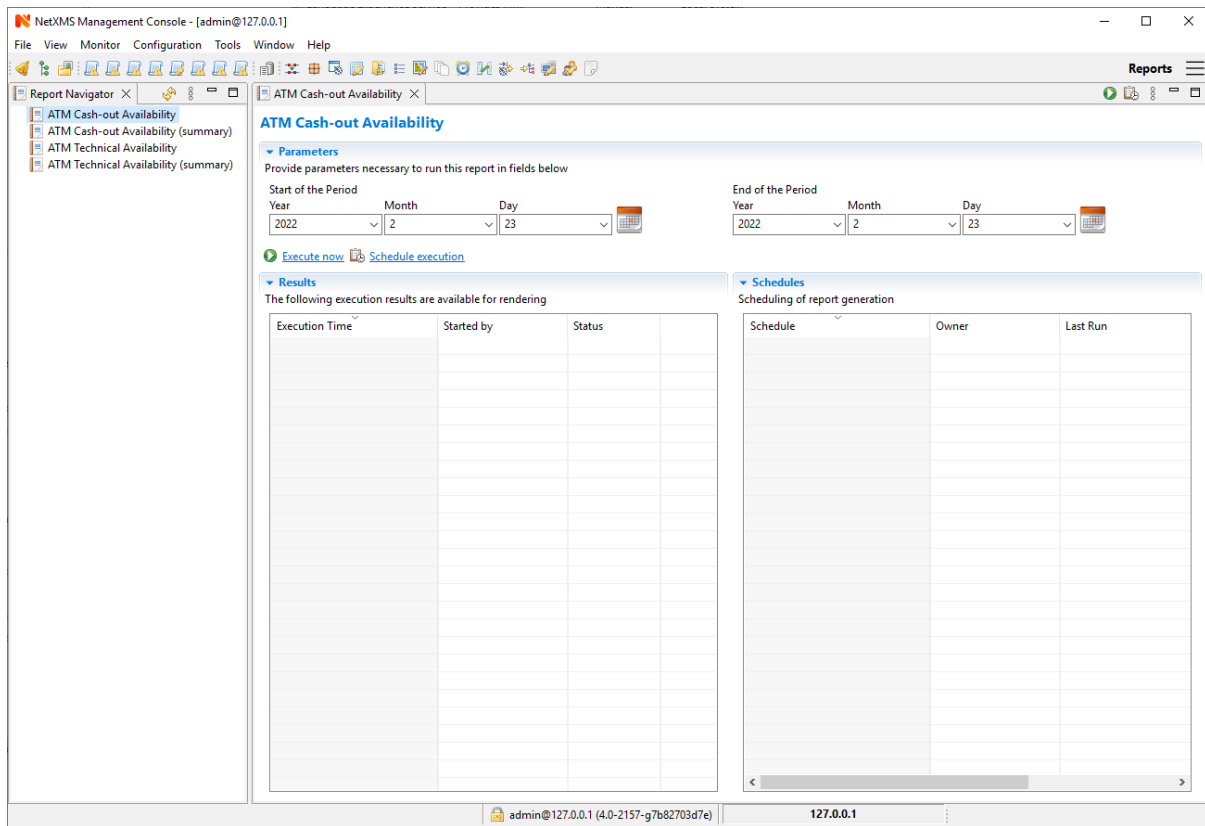 NetXMS Management Console - [admin@127.0.0.1]
File View Monitor Configuration Tools Window Help
Reports
Report Navigator
ATM Cash-out Availability
ATM Cash-out Availability (summary)
ATM Technical Availability
ATM Technical Availability (summary)
ATM Cash-out Availability
ATM Cash-out Availability
Parameters
Provide parameters necessary to run this report in fields below
Start of the Period
Year Month Day
2022 2 23
End of the Period
Year Month Day
2022 2 23
Execute now Schedule execution
Results
The following execution results are available for rendering
Execution Time Started by Status
Schedules
Scheduling of report generation
Schedule Owner Last Run
admin@127.0.0.1 (4.0-2157-g7b82703d7e) 127.0.0.1